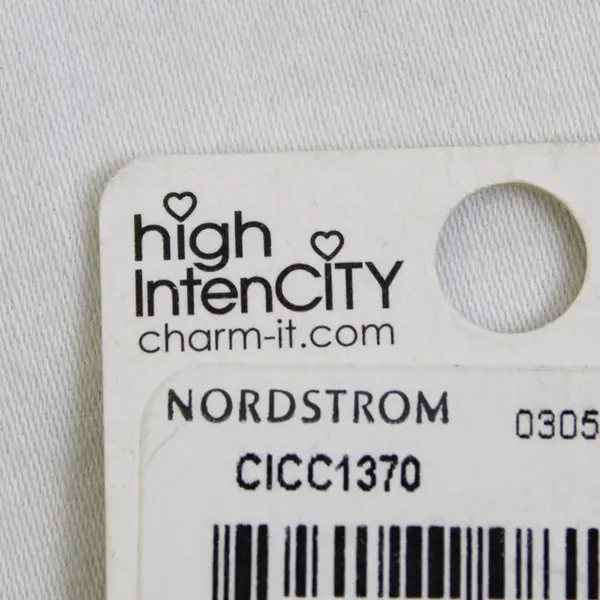 high
IntenCITY
charm-it.com
NORDSTROM 0305
CICC1370